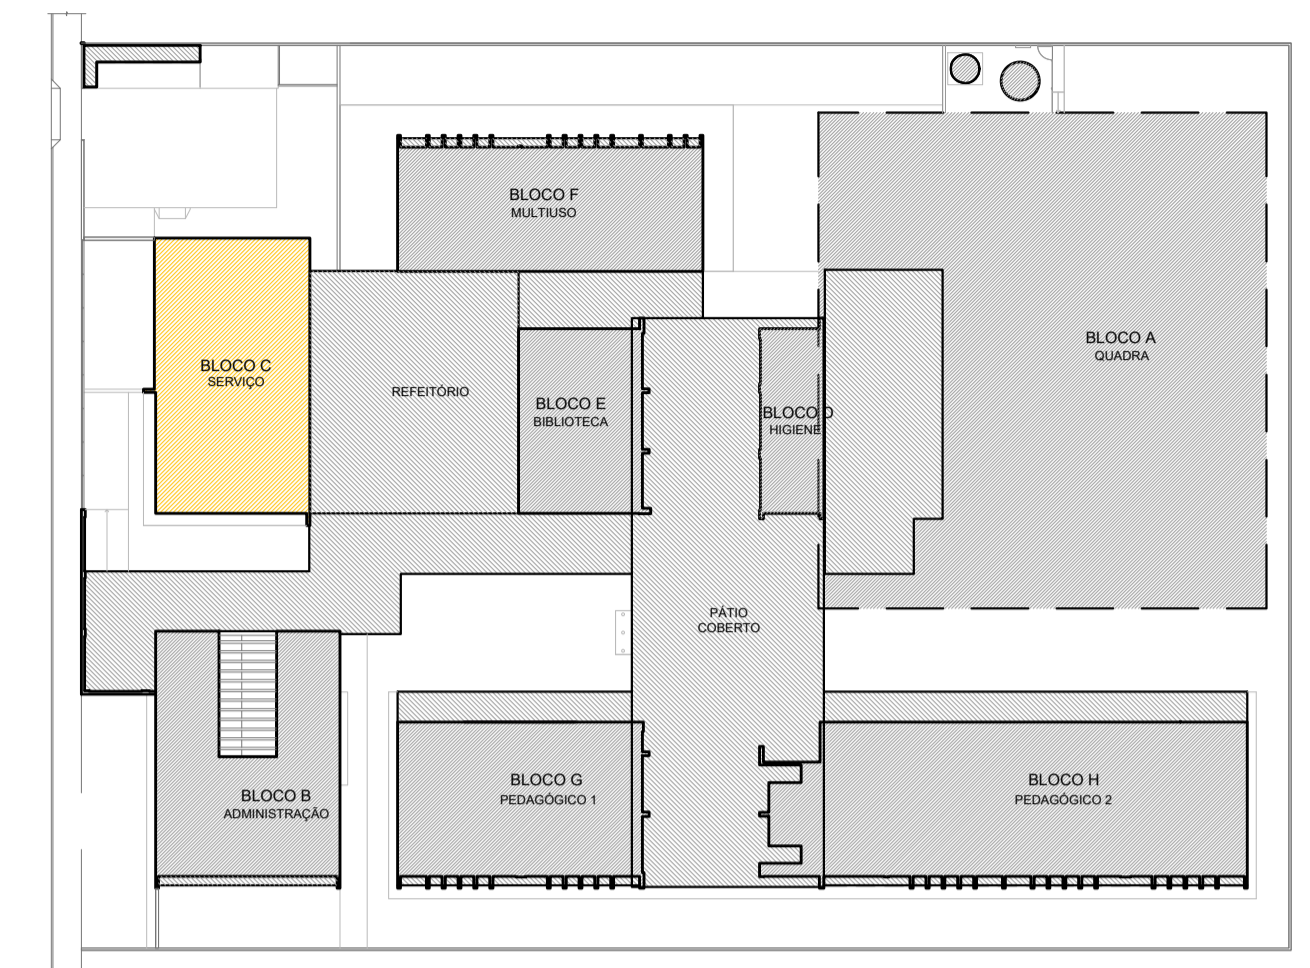 BLOCO F
MULTIUSO
BLOCO A
QUADRA
BLOCO C
SERVIÇO
REFEITÓRIO
BLOCO E
BIBLIOTECA
BLOCO D
HIGIENE
PÁTIO
COBERTO
BLOCO B
ADMINISTRAÇÃO
BLOCO G
PEDAGÓGICO 1
BLOCO H
PEDAGÓGICO 2